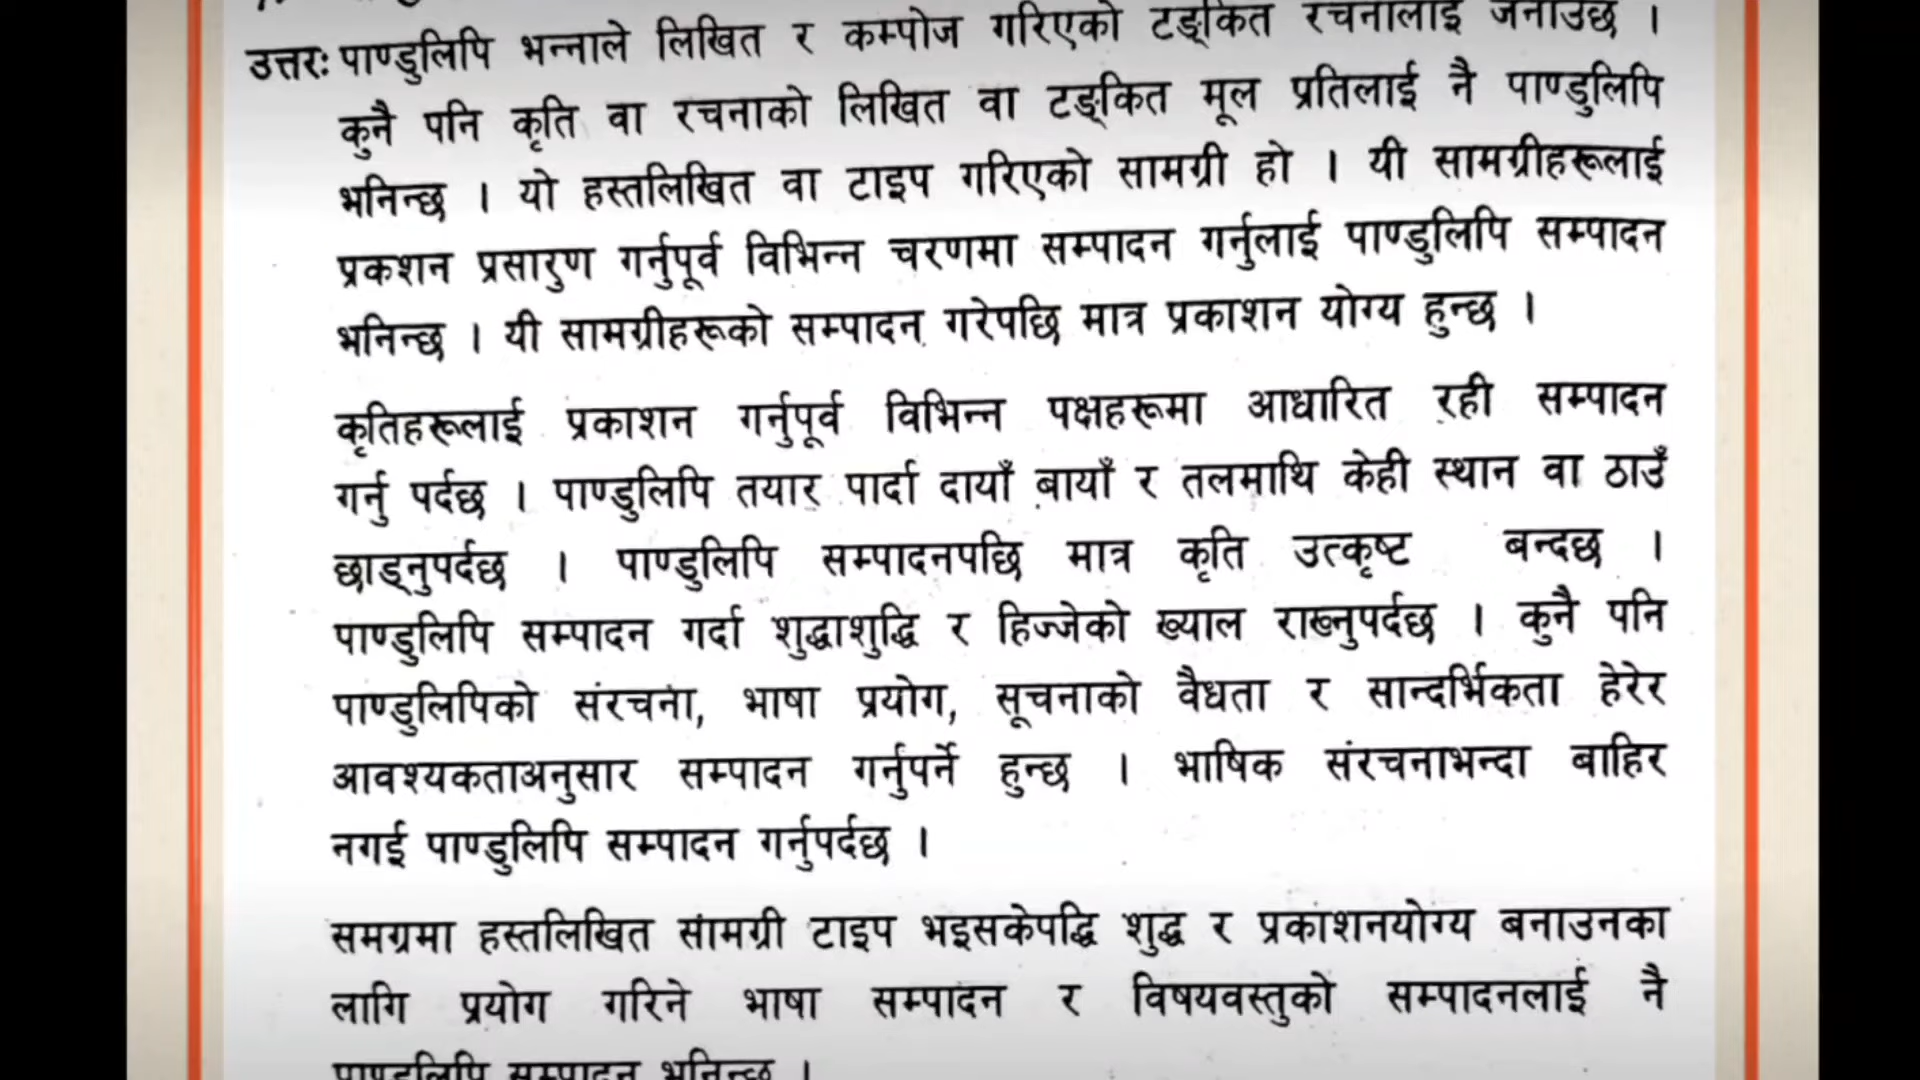 उत्तरः पाण्डुलिपि भन्नाले लिखित र कम्पोज गरिएको टङ्कित रचनालाई जनाउछ ।
कुनै पनि कृति वा रचनाको लिखित वा टङ्कित मूल प्रतिलाई नै पाण्डुलिपि
भनिन्छ । यो हस्तलिखित वा टाइप गरिएको सामग्री हो । यी सामग्रीहरूलाई
प्रकशन प्रसारुण गर्नुपूर्व विभिन्न चरणमा सम्पादन गर्नुलाई पाण्डुलिपि सम्पादन
भनिन्छ । यी सामग्रीहरूको सम्पादन गरेपछि मात्र प्रकाशन योग्य हुन्छ ।
कृतिहरूलाई प्रकाशन गर्नुपूर्व विभिन्न पक्षहरूमा आधारित रही सम्पादन
गर्नु पर्दछ । पाण्डुलिपि तयार पार्दा दायाँ बायाँ र तलमाथि केही स्थान वा ठाउँ
छाड्नुपर्दछ । पाण्डुलिपि सम्पादनपछि मात्र कृति उत्कृष्ट बन्दछ ।
पाण्डुलिपि सम्पादन गर्दा शुद्धाशुद्धि र हिज्जेको ख्याल राख्नुपर्दछ । कुनै पनि
पाण्डुलिपिको संरचना, भाषा प्रयोग, सूचनाको वैधता र सान्दर्भिकता हेरेर
आवश्यकताअनुसार सम्पादन गर्नुपर्ने हुन्छ । भाषिक संरचनाभन्दा बाहिर
नगई पाण्डुलिपि सम्पादन गर्नुपर्दछ ।
समग्रमा हस्तलिखित सामग्री टाइप भइसकेपद्धि शुद्ध र प्रकाशनयोग्य बनाउनका
लागि प्रयोग गरिने भाषा सम्पादन र विषयवस्तुको सम्पादनलाई नै
पाण्डुलिपि सम्पादन भनिन्छ ।